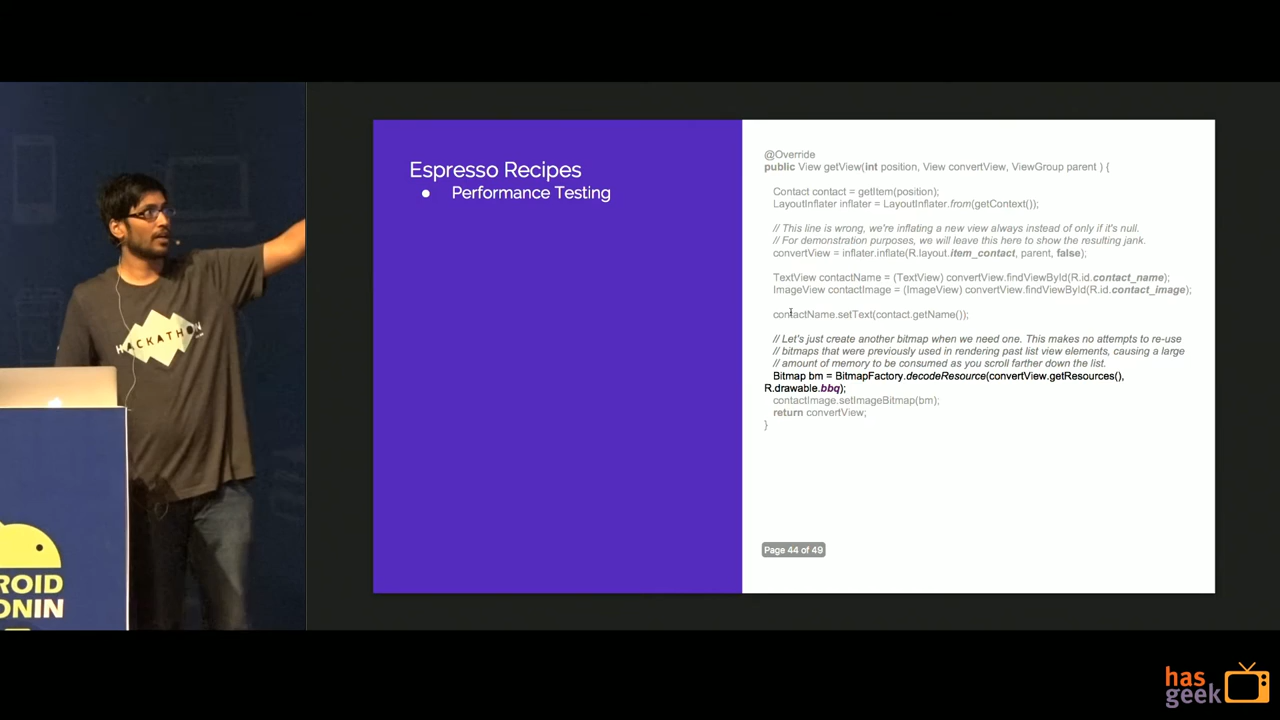 Espresso Recipes
● Performance Testing
@Override
public View getView(int position, View convertView, ViewGroup parent ) {
Contact contact = getItem(position);
LayoutInflater inflater = LayoutInflater.from(getContext());
// This line is wrong, we're inflating a new view always instead of only if it's null.
// For demonstration purposes, we will leave this here to show the resulting jank.
convertView = inflater.inflate(R.layout.item_contact, parent, false);
TextView contactName = (TextView) convertView.findViewById(R.id.contact_name);
ImageView contactImage = (ImageView) convertView.findViewById(R.id.contact_image);
contactName.setText(contact.getName());
// Let's just create another bitmap when we need one. This makes no attempts to re-use
// bitmaps that were previously used in rendering past list view elements, causing a large
// amount of memory to be consumed as you scroll farther down the list.
Bitmap bm = BitmapFactory.decodeResource(convertView.getResources(),
R.drawable.bbq);
contactImage.setImageBitmap(bm);
return convertView;
}
Page 44 of 49
HACKATHON
ROID
ONIN
has
geek